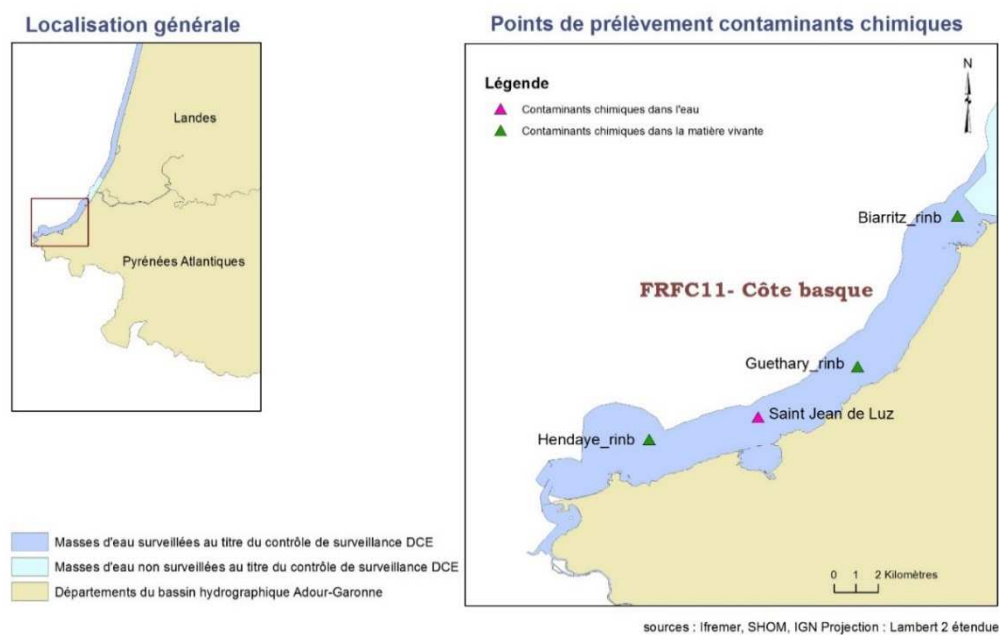 Localisation générale
Points de prélèvement contaminants chimiques
Landes
Pyrénées Atlantiques
Légende
Contaminants chimiques dans l'eau
Contaminants chimiques dans la matière vivante
N
Biarritz_rinb
FRFC11- Côte basque
Guethary_rinb
Saint Jean de Luz
Hendaye_rinb
0 1 2 Kilomètres
Masses d'eau surveillées au titre du contrôle de surveillance DCE
Masses d'eau non surveillées au titre du contrôle de surveillance DCE
Départements du bassin hydrographique Adour-Garonne
sources : Ifremer, SHOM, IGN Projection : Lambert 2 étendue